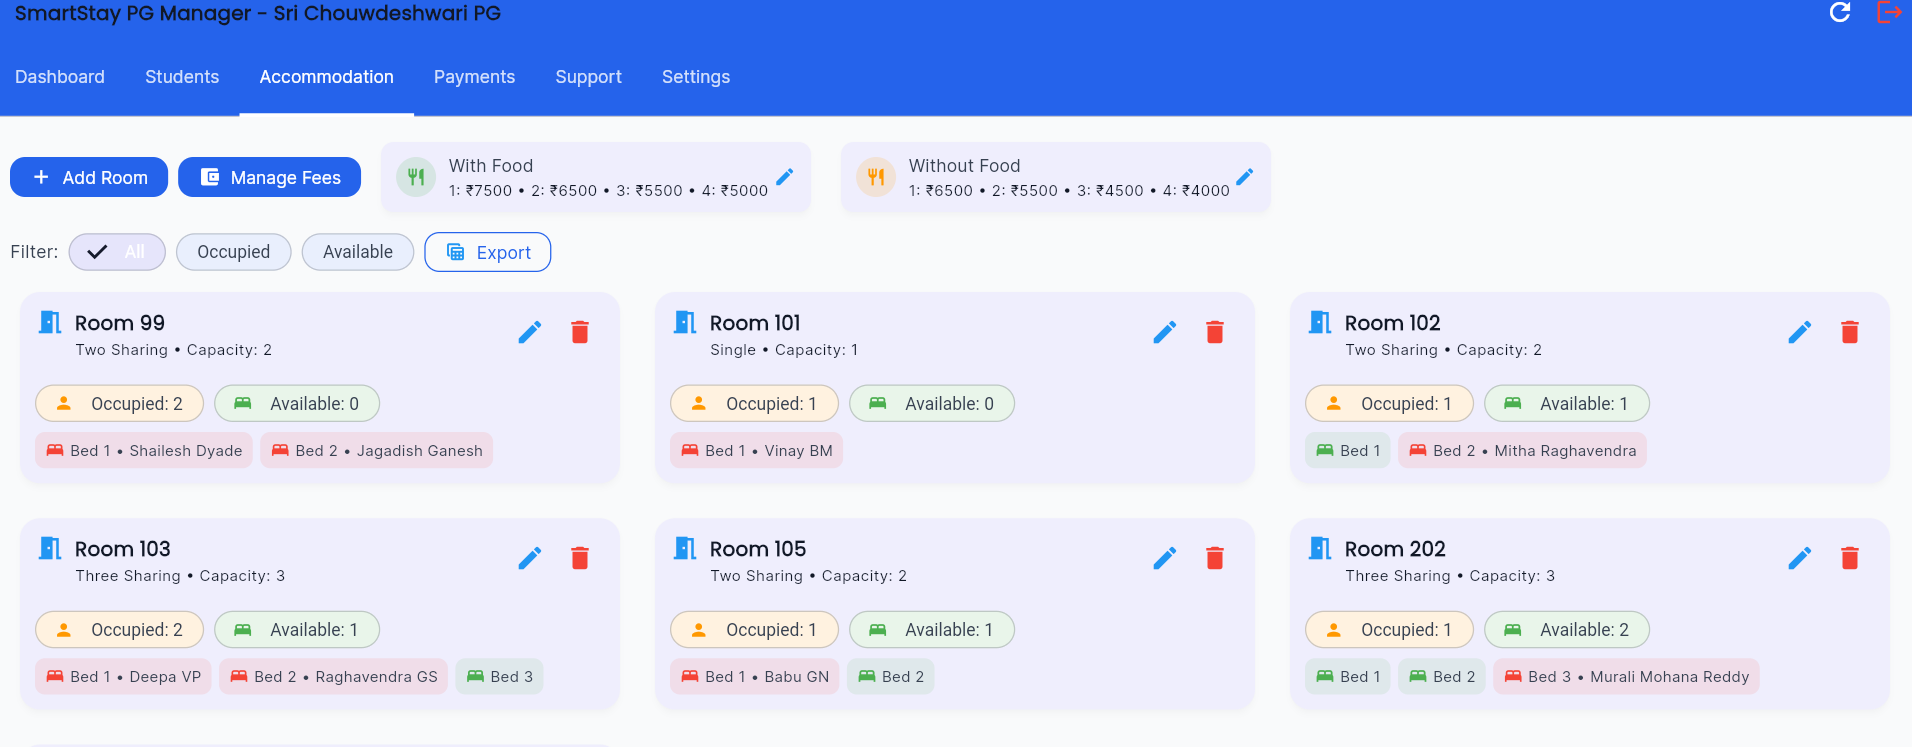 SmartStay PG Manager - Sri Chouwdeshwari PG
Dashboard Students Accommodation Payments Support Settings
Add Room Manage Fees
With Food
1: ₹7500 • 2: ₹6500 • 3: ₹5500 • 4: ₹5000
Without Food
1: ₹6500 • 2: ₹5500 • 3: ₹4500 • 4: ₹4000
Filter: All Occupied Available Export
Room 99
Two Sharing • Capacity: 2
Occupied: 2 Available: 0
Bed 1 • Shailesh Dyade Bed 2 • Jagadish Ganesh
Room 101
Single • Capacity: 1
Occupied: 1 Available: 0
Bed 1 • Vinay BM
Room 102
Two Sharing • Capacity: 2
Occupied: 1 Available: 1
Bed 1 Bed 2 • Mitha Raghavendra
Room 103
Three Sharing • Capacity: 3
Occupied: 2 Available: 1
Bed 1 • Deepa VP Bed 2 • Raghavendra GS Bed 3
Room 105
Two Sharing • Capacity: 2
Occupied: 1 Available: 1
Bed 1 • Babu GN Bed 2
Room 202
Three Sharing • Capacity: 3
Occupied: 1 Available: 2
Bed 1 Bed 2 Bed 3 • Murali Mohana Reddy